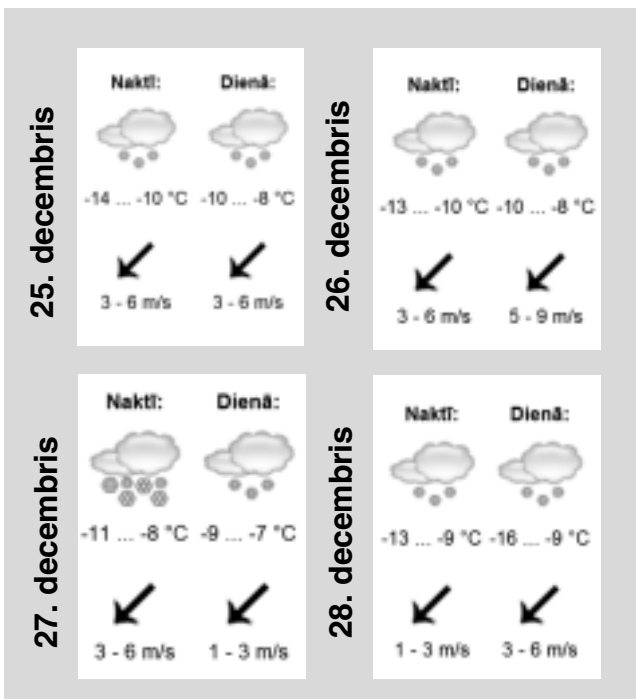 25. decembris
Naktī: Dienā:
-14 ... -10 °C -10 ... -8 °C
3 - 6 m/s 3 - 6 m/s
26. decembris
Naktī: Dienā:
-13 ... -10 °C -10 ... -8 °C
3 - 6 m/s 5 - 9 m/s
27. decembris
Naktī: Dienā:
-11 ... -8 °C -9 ... -7 °C
3 - 6 m/s 1 - 3 m/s
28. decembris
Naktī: Dienā:
-13 ... -9 °C -16 ... -9 °C
1 - 3 m/s 3 - 6 m/s